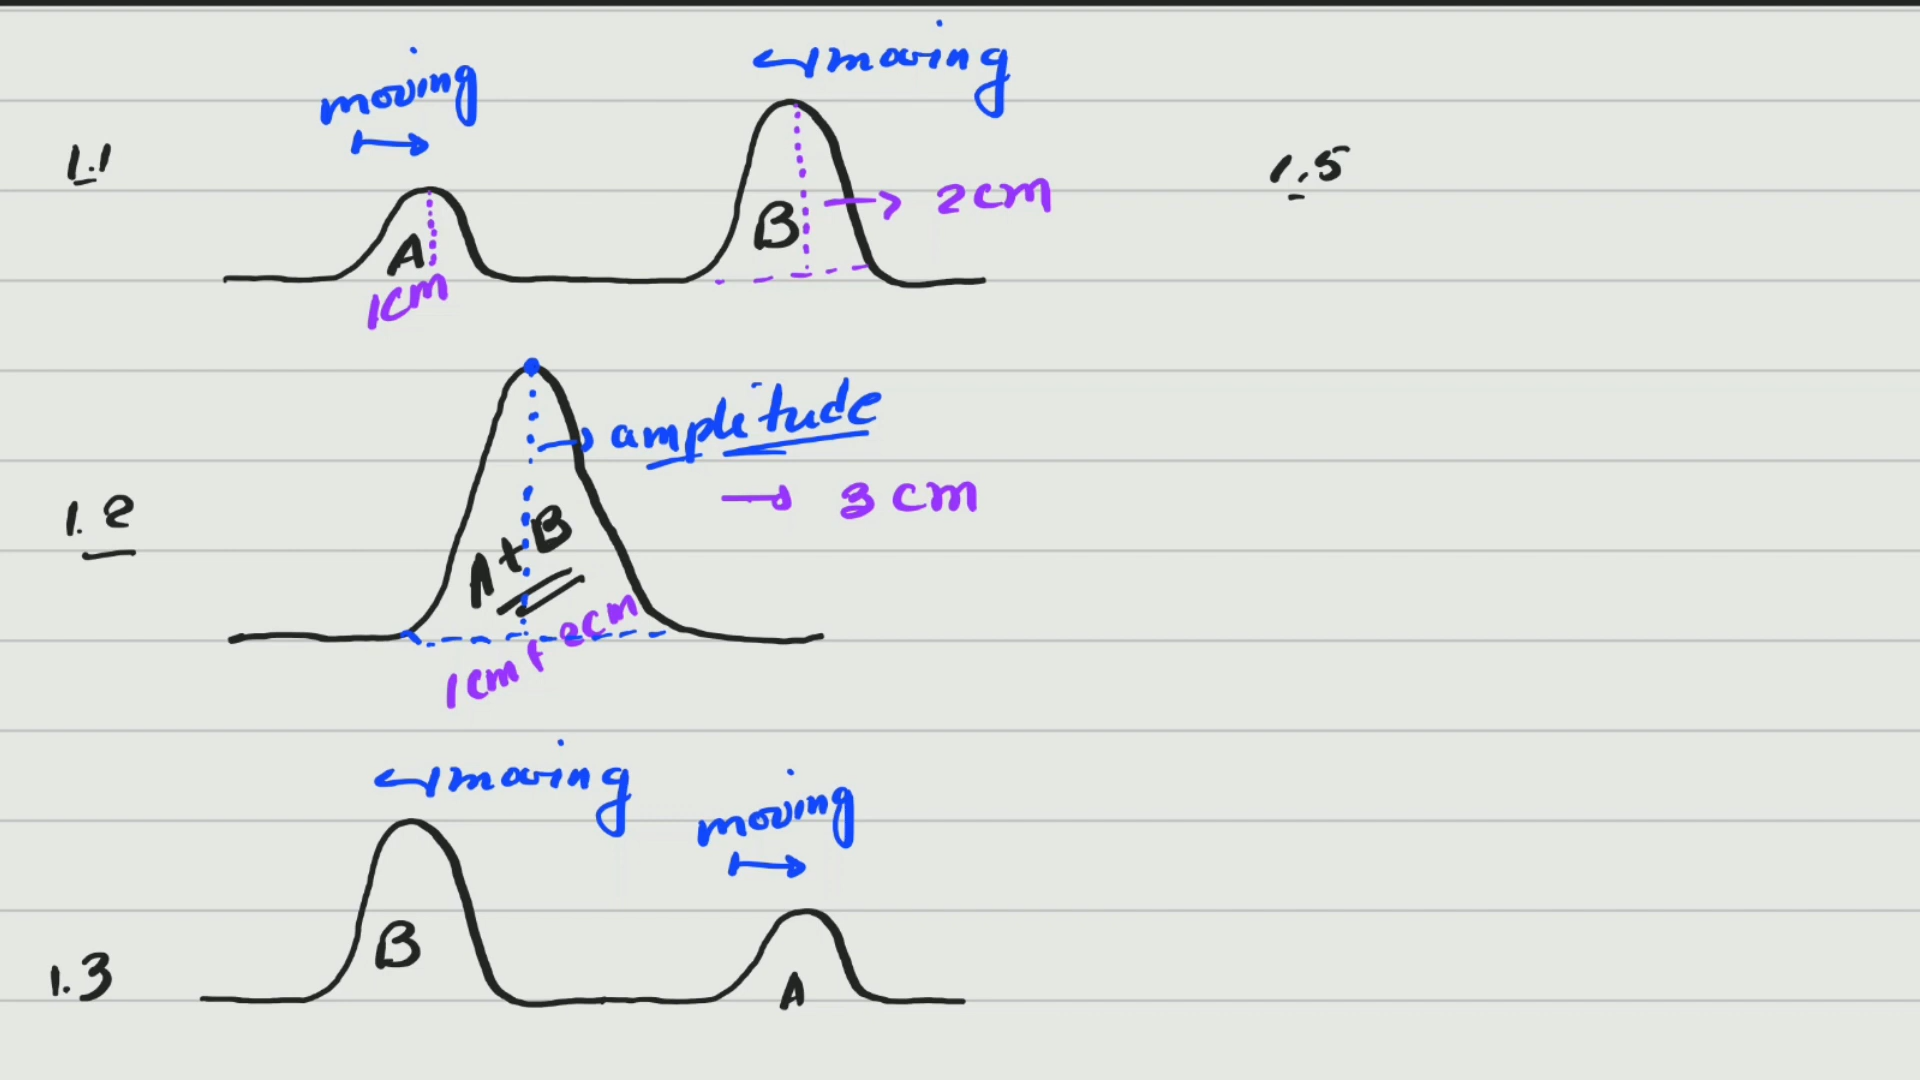 moving
moving
1.1
1.5
A
1cm
B
2cm
amplitude
3 cm
1.2
A+B
1cm + 2cm
moving
moving
1.3
B
A